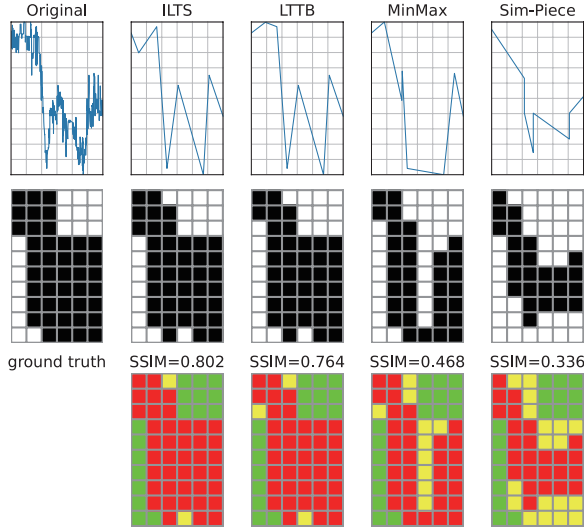 Original ILTS LTTB MinMax Sim-Piece
ground truth SSIM=0.802 SSIM=0.764 SSIM=0.468 SSIM=0.336